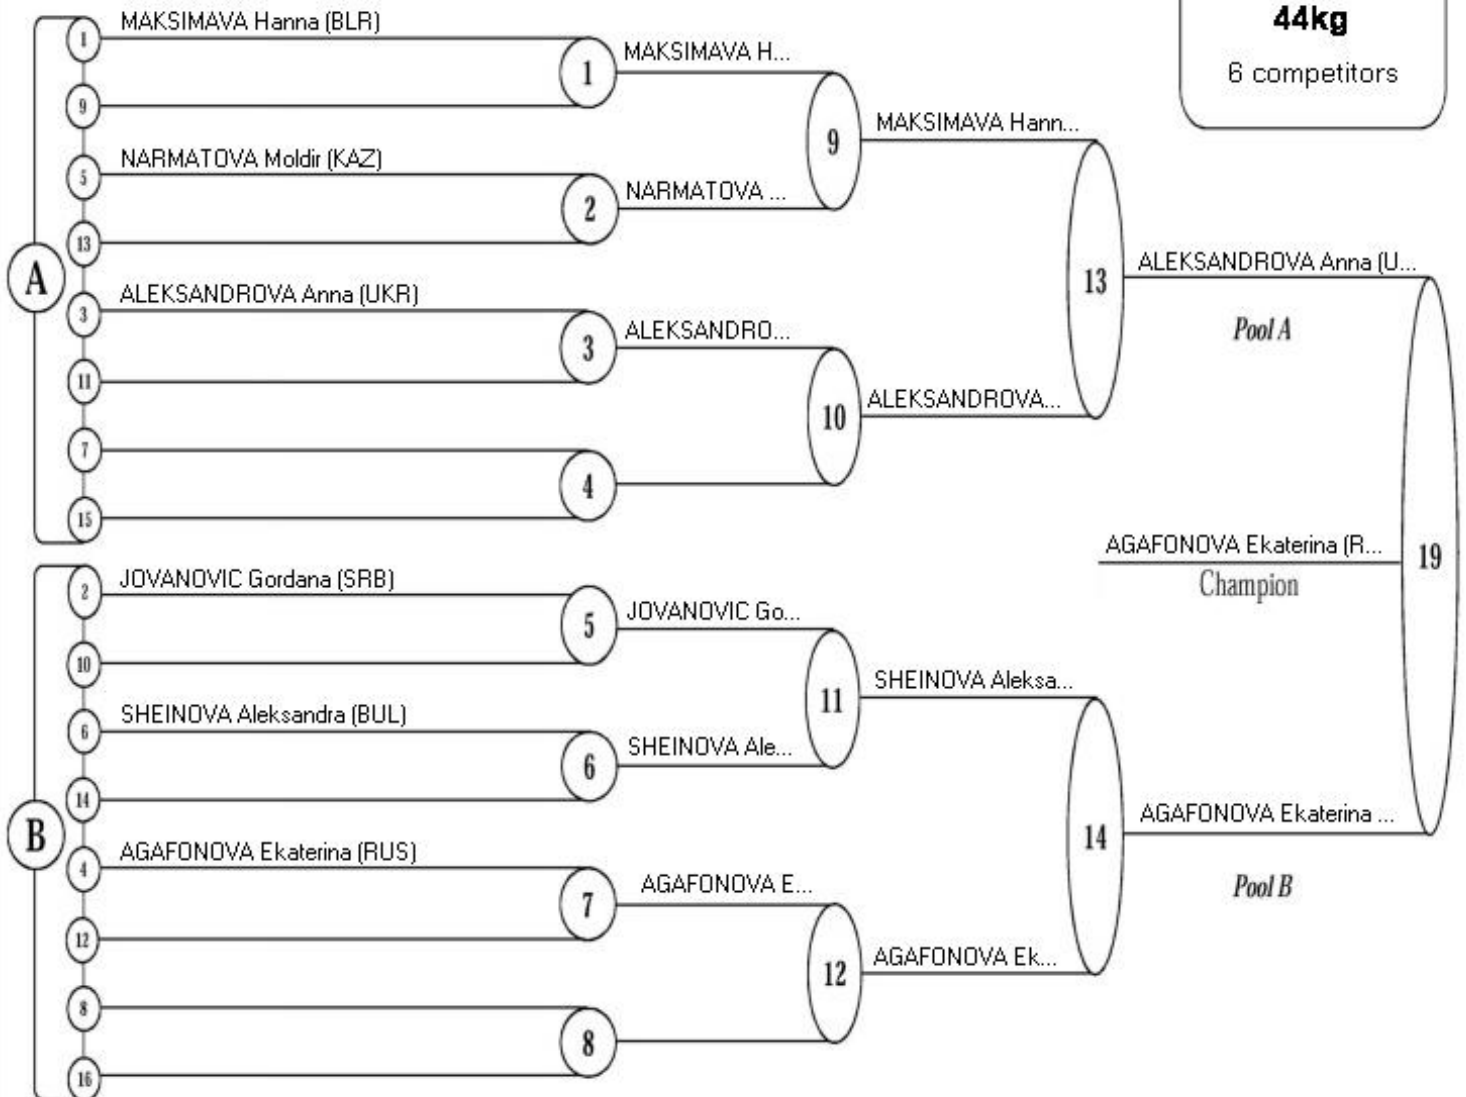 44kg
6 competitors
MAKSIMAVA Hanna (BLR)
1
9
NARMATOVA Moldir (KAZ)
5
13
ALEKSANDROVA Anna (UKR)
3
11
7
15
A
1
2
3
4
MAKSIMAVA H...
NARMATOVA ...
ALEKSANDRO...
9
10
MAKSIMAVA Hann...
ALEKSANDROVA...
13
ALEKSANDROVA Anna (U...
Pool A
JOVANOVIC Gordana (SRB)
2
10
SHEINOVA Aleksandra (BUL)
6
14
AGAFONOVA Ekaterina (RUS)
4
12
8
16
B
5
6
7
8
JOVANOVIC Go...
SHEINOVA Ale...
AGAFONOVA E...
11
12
SHEINOVA Aleksa...
AGAFONOVA Ek...
14
AGAFONOVA Ekaterina ...
Pool B
AGAFONOVA Ekaterina (R...
Champion
19